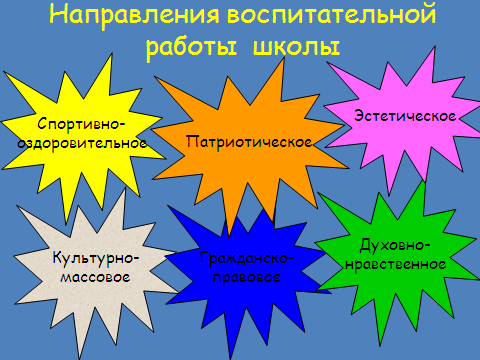 Направления воспитательной
работы школы
Спортивно-
оздоровительное
Патриотическое
Эстетическое
Культурно-
массовое
Гражданско-
правовое
Духовно-
нравственное